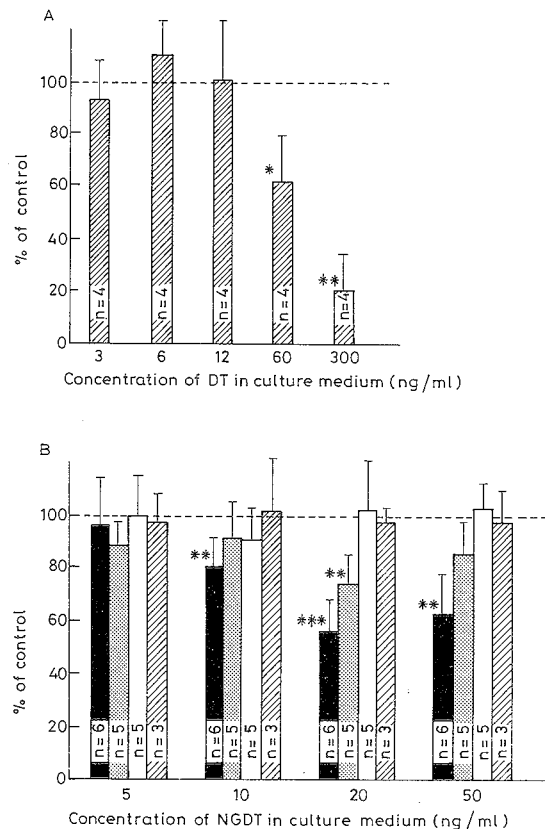 A
100
80
60
40
20
0
% of control
*
**
n=4
n=4
n=4
n=4
n=4
3 6 12 60 300
Concentration of DT in culture medium (ng/ml)
B
100
80
60
40
20
0
% of control
**
***
**
**
n=6
n=5
n=5
n=3
n=6
n=5
n=5
n=3
n=6
n=5
n=5
n=3
n=6
n=5
n=5
n=3
5 10 20 50
Concentration of NGDT in culture medium (ng/ml)